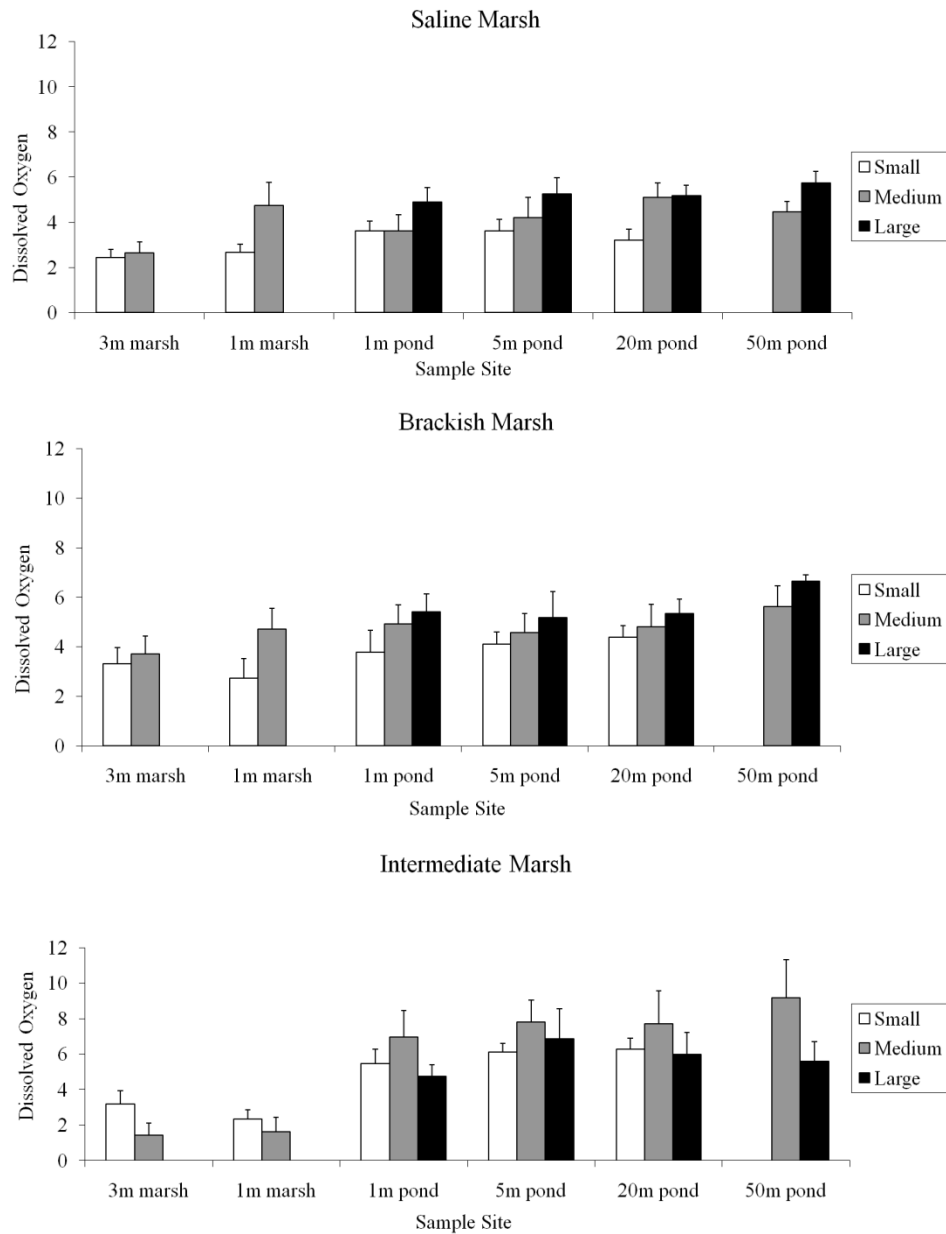 Saline Marsh
12
10
8
6
4
2
0
Dissolved Oxygen
Small
Medium
Large
3m marsh 1m marsh 1m pond 5m pond 20m pond 50m pond
Sample Site
Brackish Marsh
12
10
8
6
4
2
0
Dissolved Oxygen
Small
Medium
Large
3m marsh 1m marsh 1m pond 5m pond 20m pond 50m pond
Sample Site
Intermediate Marsh
12
10
8
6
4
2
0
Dissolved Oxygen
Small
Medium
Large
3m marsh 1m marsh 1m pond 5m pond 20m pond 50m pond
Sample Site